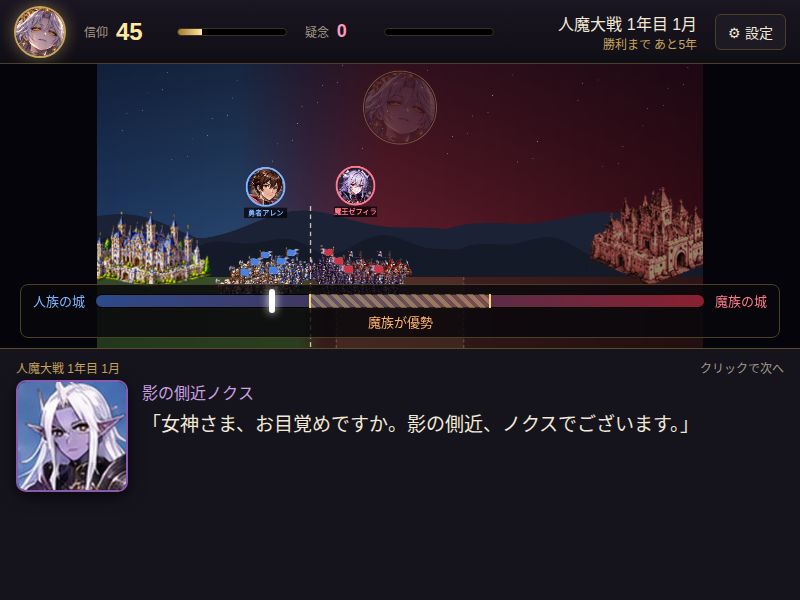 信仰 45 疑念 0
人魔大戦 1年目 1月
勝利まで あと5年
⚙ 設定
勇者アレン
魔王ゼフィラ
人族の城
魔族の城
魔族が優勢
人魔大戦 1年目 1月
クリックで次へ
影の側近ノクス
「女神さま、お目覚めですか。影の側近、ノクスでございます。」